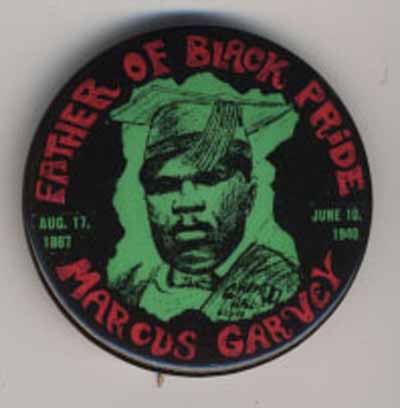 FATHER OF BLACK PRIDE
AUG. 17,
1887
JUNE 10,
1940
MARCUS GARVEY